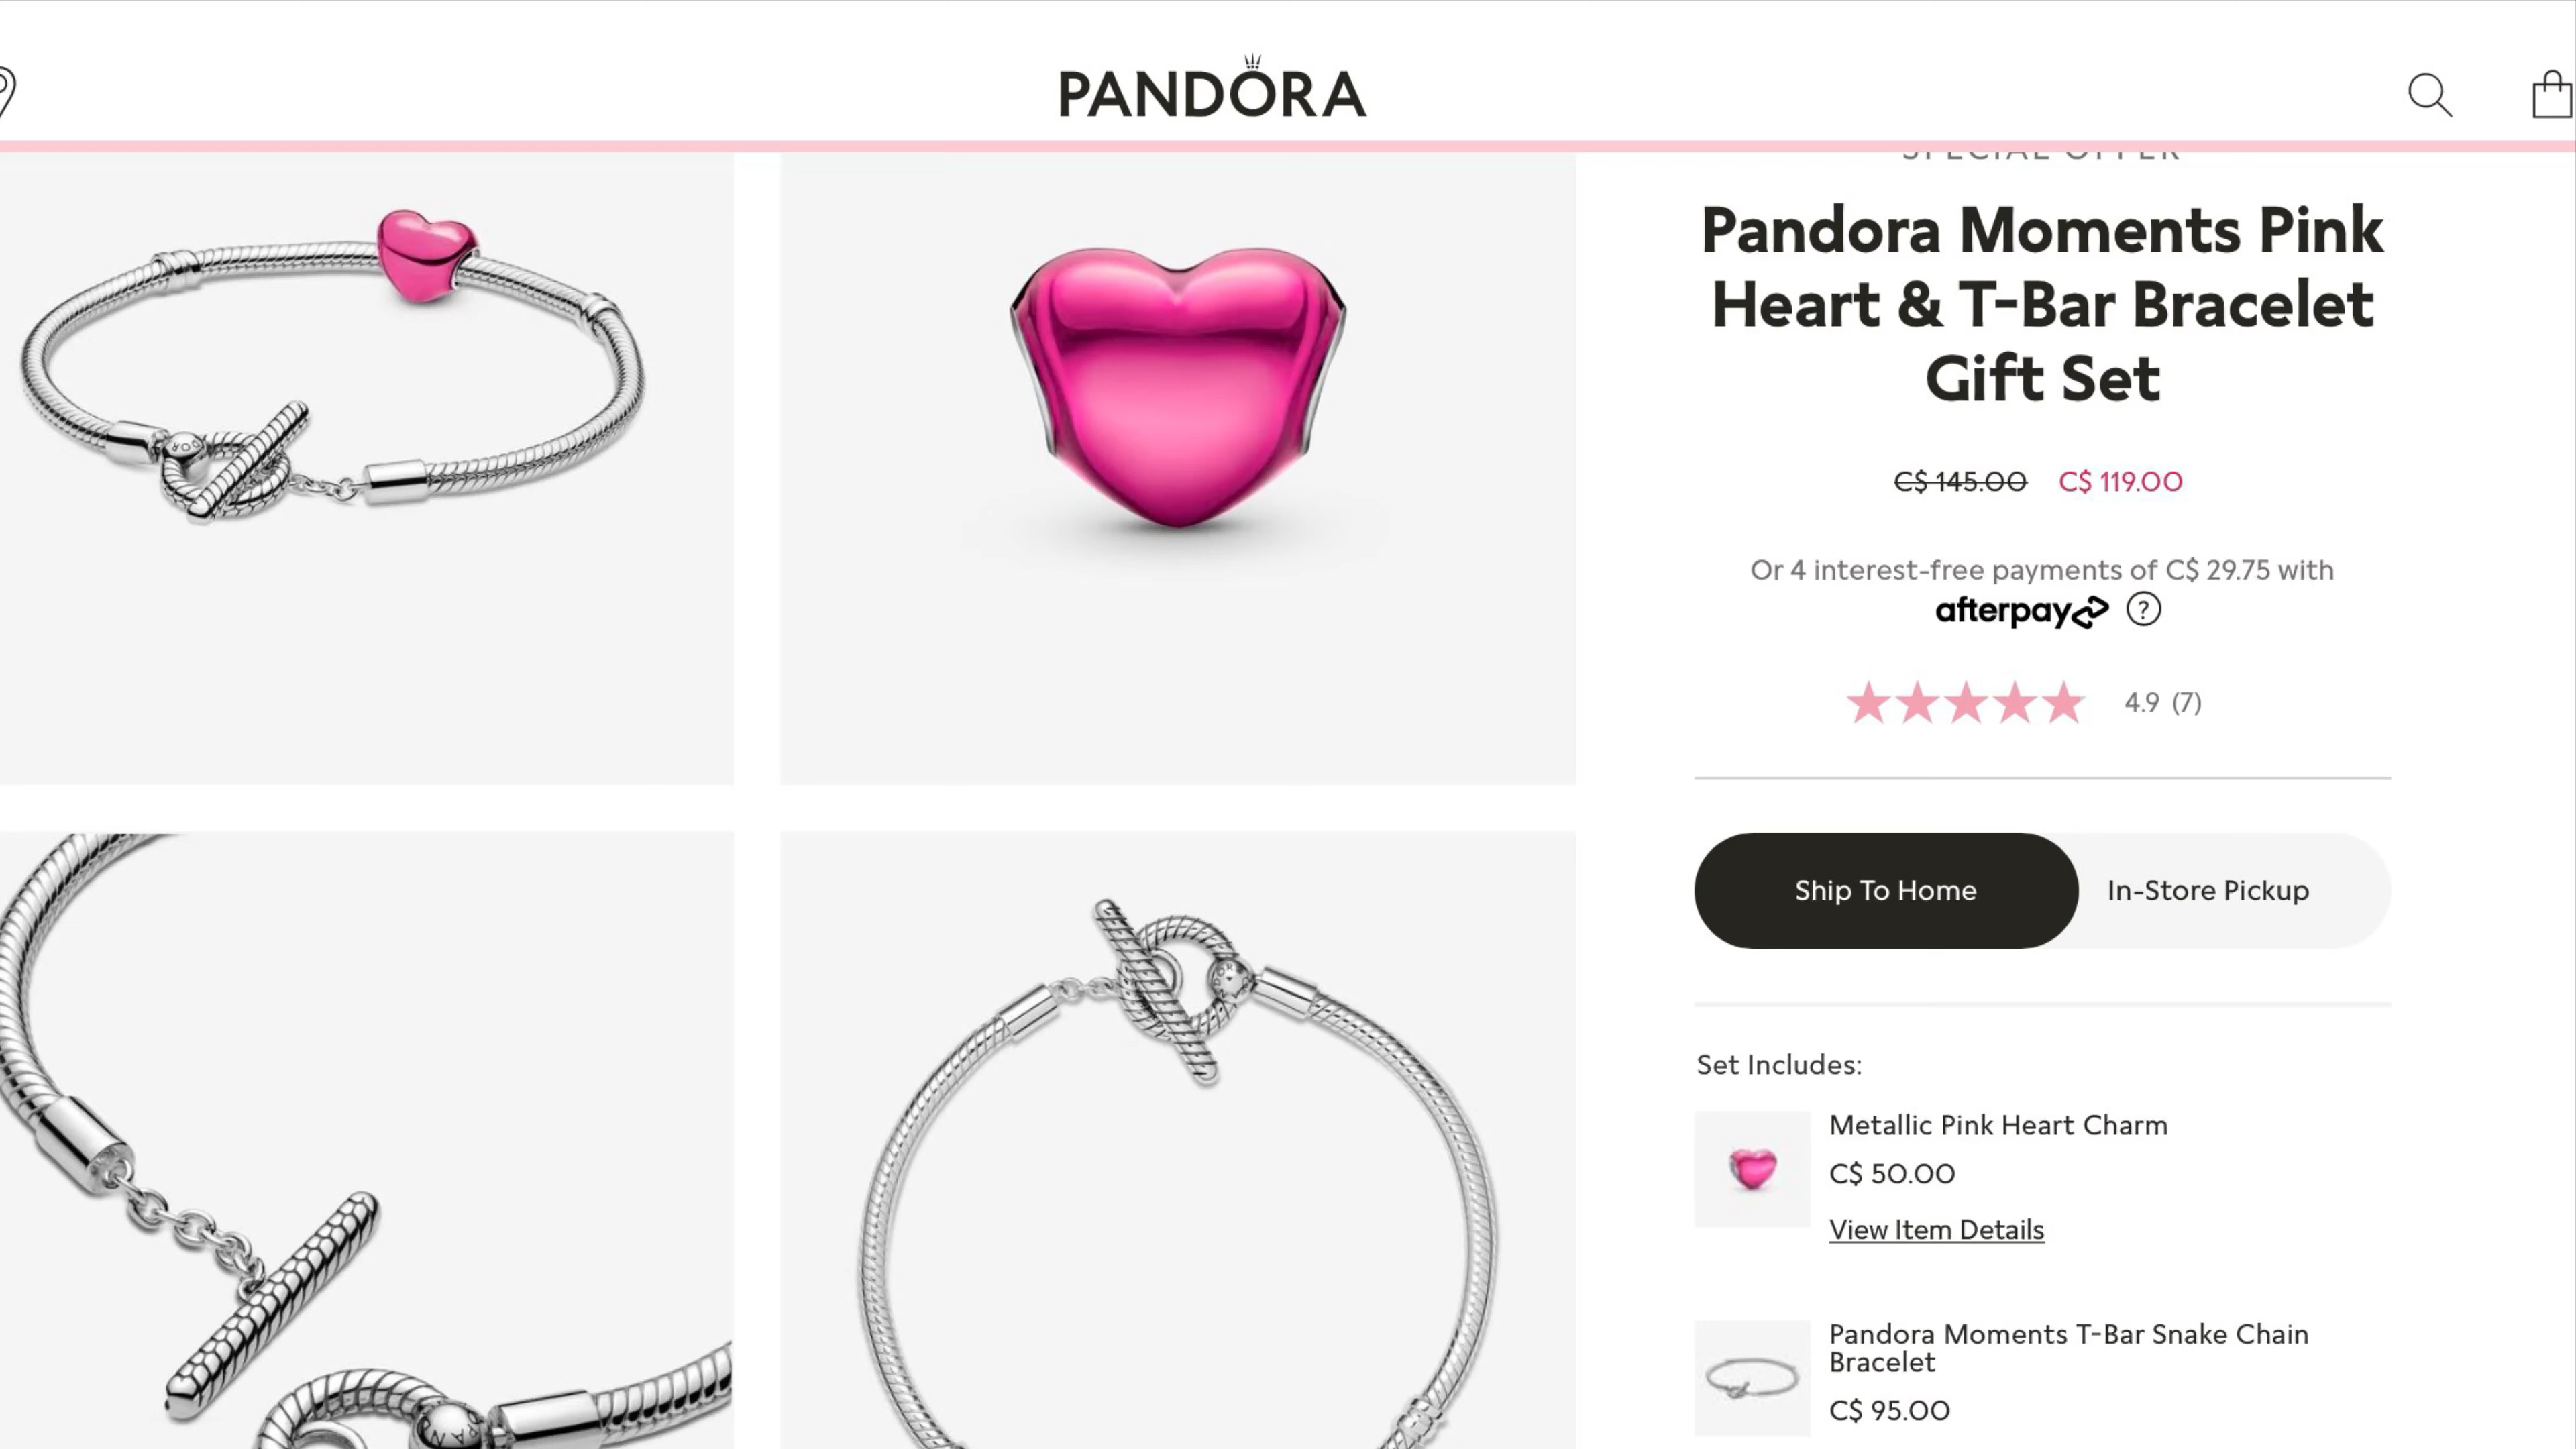 PANDORA
SPECIAL OFFER
Pandora Moments Pink
Heart & T-Bar Bracelet
Gift Set
C$ 145.00 C$ 119.00
Or 4 interest-free payments of C$ 29.75 with
afterpay ?
4.9 (7)
Ship To Home In-Store Pickup
Set Includes:
Metallic Pink Heart Charm
C$ 50.00
View Item Details
Pandora Moments T-Bar Snake Chain
Bracelet
C$ 95.00